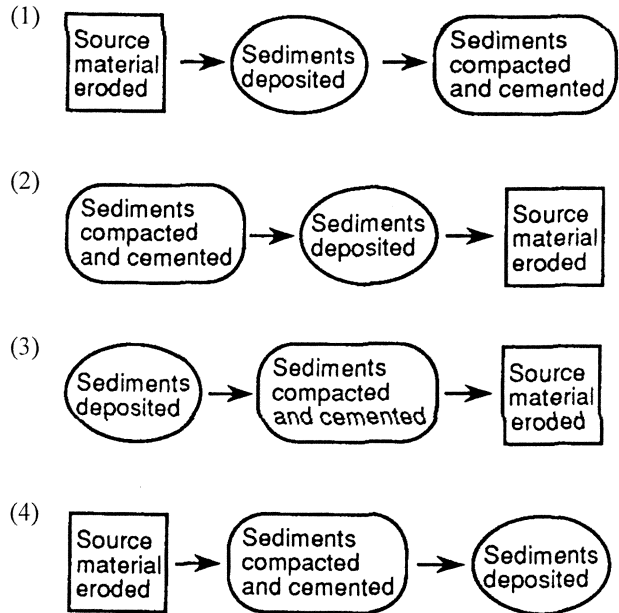 (1)
Source
material
eroded
Sediments
deposited
Sediments
compacted
and cemented
(2)
Sediments
compacted
and cemented
Sediments
deposited
Source
material
eroded
(3)
Sediments
deposited
Sediments
compacted
and cemented
Source
material
eroded
(4)
Source
material
eroded
Sediments
compacted
and cemented
Sediments
deposited